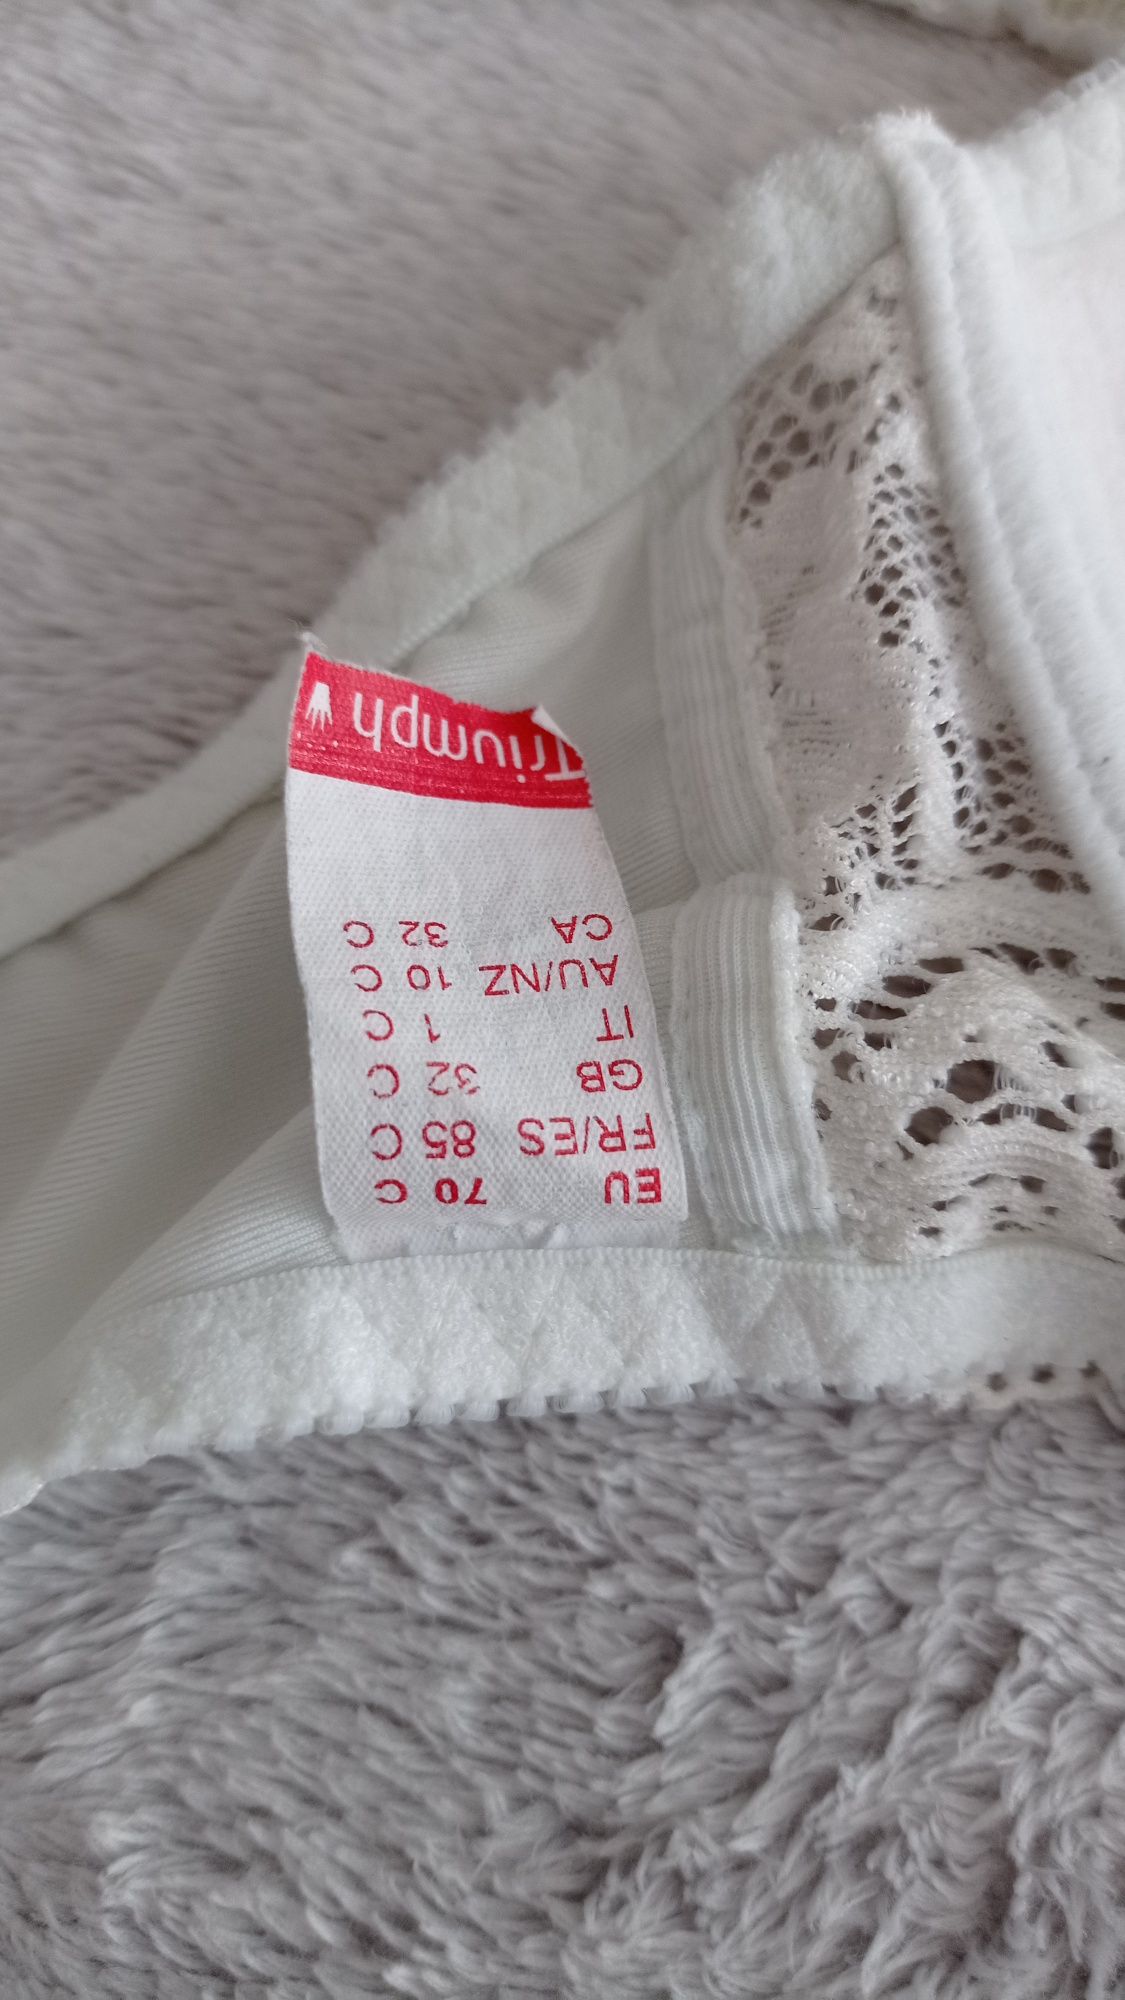 EU 70 C
FR/ES 85 C
GB 32 C
IT 1 C
AU/NZ 10 C
CA 32 C
Triumph